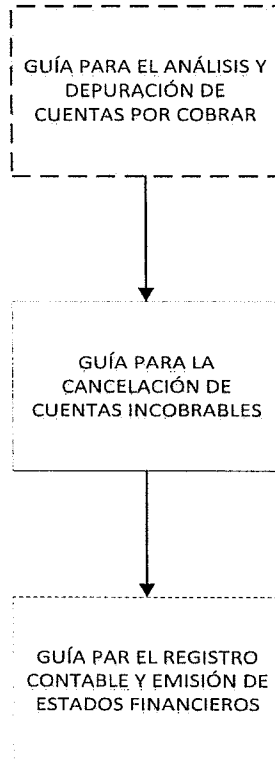 GUÍA PARA EL ANÁLISIS Y
DEPURACIÓN DE
CUENTAS POR COBRAR
GUÍA PARA LA
CANCELACIÓN DE
CUENTAS INCOBRABLES
GUÍA PAR EL REGISTRO
CONTABLE Y EMISIÓN DE
ESTADOS FINANCIEROS